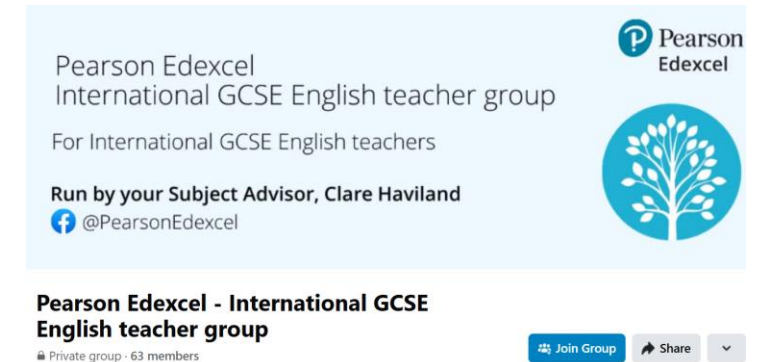 Pearson
Edexcel
Pearson Edexcel
International GCSE English teacher group
For International GCSE English teachers
Run by your Subject Advisor, Clare Haviland
@PearsonEdexcel
Pearson Edexcel - International GCSE
English teacher group
Private group · 63 members
Join Group
Share